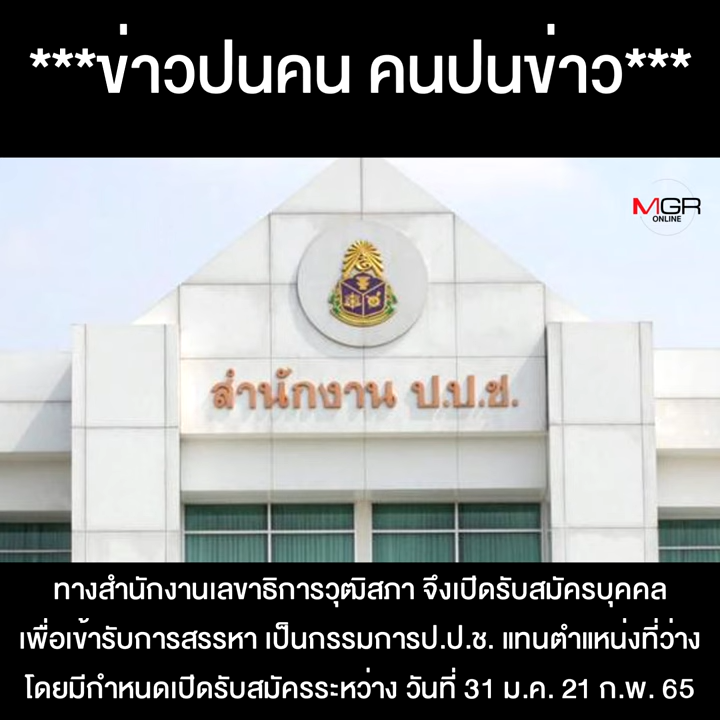 ***ข่าวปนคน คนปนข่าว***
MGR
ONLINE
สำนักงาน ป.ป.ช.
ทางสำนักงานเลขาธิการวุฒิสภา จึงเปิดรับสมัครบุคคล
เพื่อเข้ารับการสรรหา เป็นกรรมการป.ป.ช. แทนตำแหน่งที่ว่าง
โดยมีกำหนดเปิดรับสมัครระหว่าง วันที่ 31 ม.ค. 21 ก.พ. 65